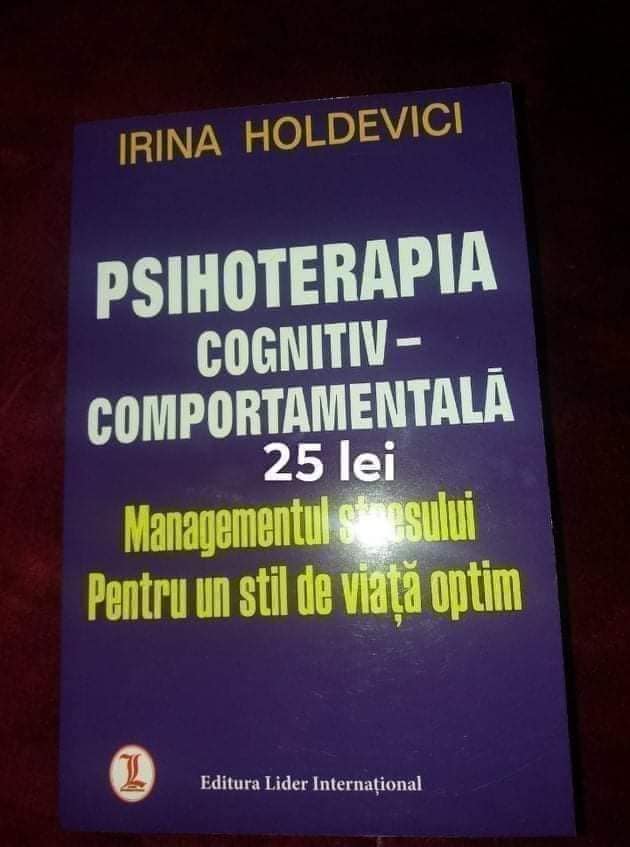 IRINA HOLDEVICI
PSIHOTERAPIA
COGNITIV –
COMPORTAMENTALĂ
25 lei
Managementul stresului
Pentru un stil de viață optim
L
Editura Lider Internațional